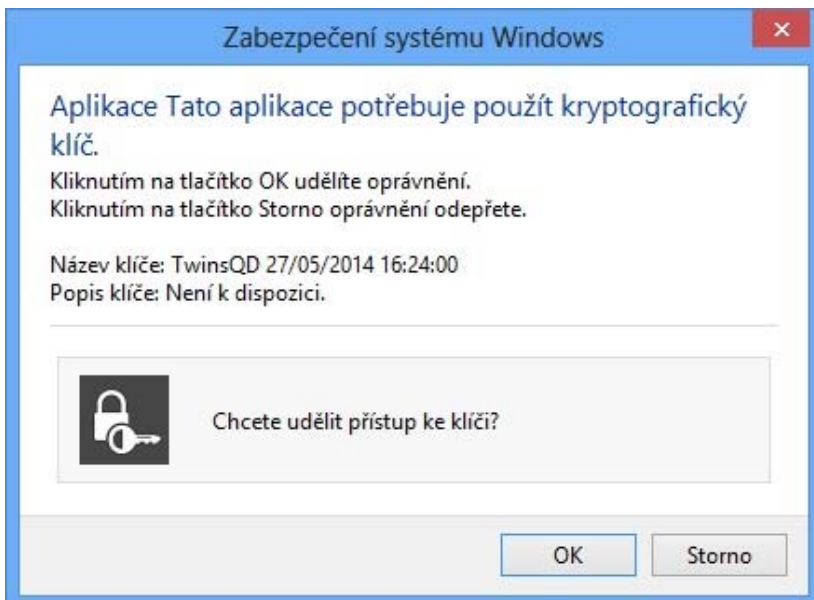 Zabezpečení systému Windows
Aplikace Tato aplikace potřebuje použít kryptografický
klíč.
Kliknutím na tlačítko OK udělíte oprávnění.
Kliknutím na tlačítko Storno oprávnění odepřete.
Název klíče: TwinsQD 27/05/2014 16:24:00
Popis klíče: Není k dispozici.
Chcete udělit přístup ke klíči?
OK
Storno